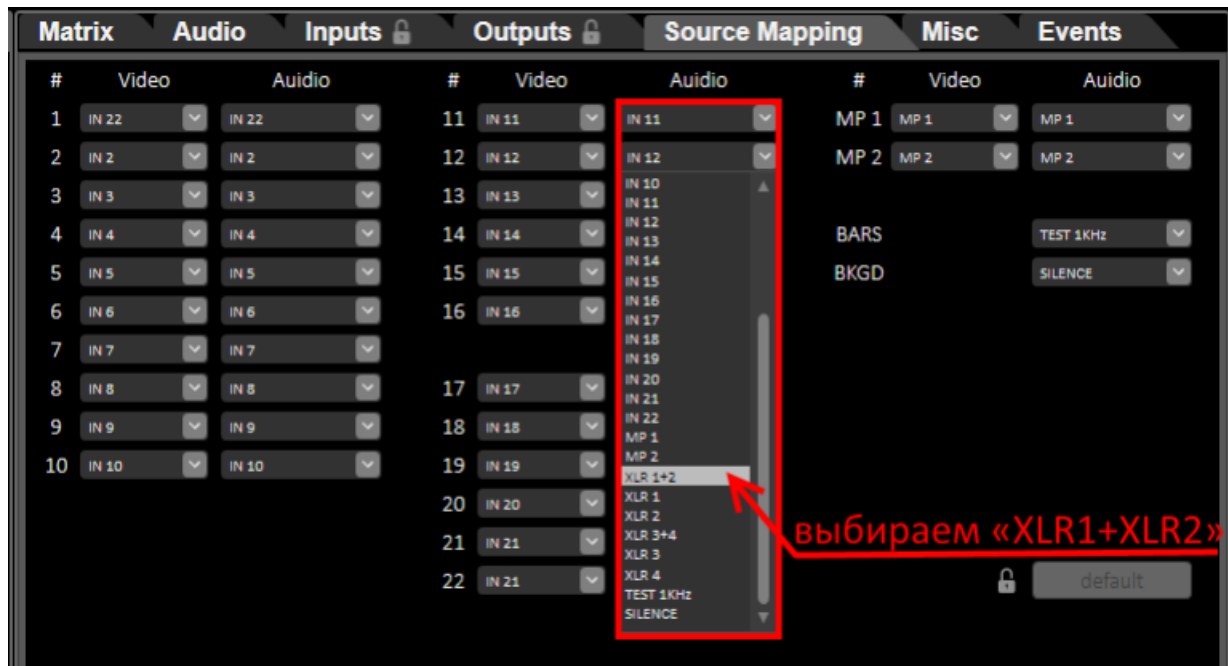 Matrix Audio Inputs Outputs Source Mapping Misc Events
# Video Auidio # Video Auidio # Video Auidio
1 IN 22 IN 22 11 IN 11 IN 11 MP 1 MP 1 MP 1
2 IN 2 IN 2 12 IN 12 IN 12 MP 2 MP 2 MP 2
3 IN 3 IN 3 13 IN 13
4 IN 4 IN 4 14 IN 14 BARS TEST 1KHz
5 IN 5 IN 5 15 IN 15 BKGD SILENCE
6 IN 6 IN 6 16 IN 16
7 IN 7 IN 7
8 IN 8 IN 8 17 IN 17
9 IN 9 IN 9 18 IN 18
10 IN 10 IN 10 19 IN 19
20 IN 20
21 IN 21
22 IN 21
IN 10
IN 11
IN 12
IN 13
IN 14
IN 15
IN 16
IN 17
IN 18
IN 19
IN 20
IN 21
IN 22
MP 1
MP 2
XLR 1+2
XLR 1
XLR 2
XLR 3+4
XLR 3
XLR 4
TEST 1KHz
SILENCE
выбираем «XLR1+XLR2»
default